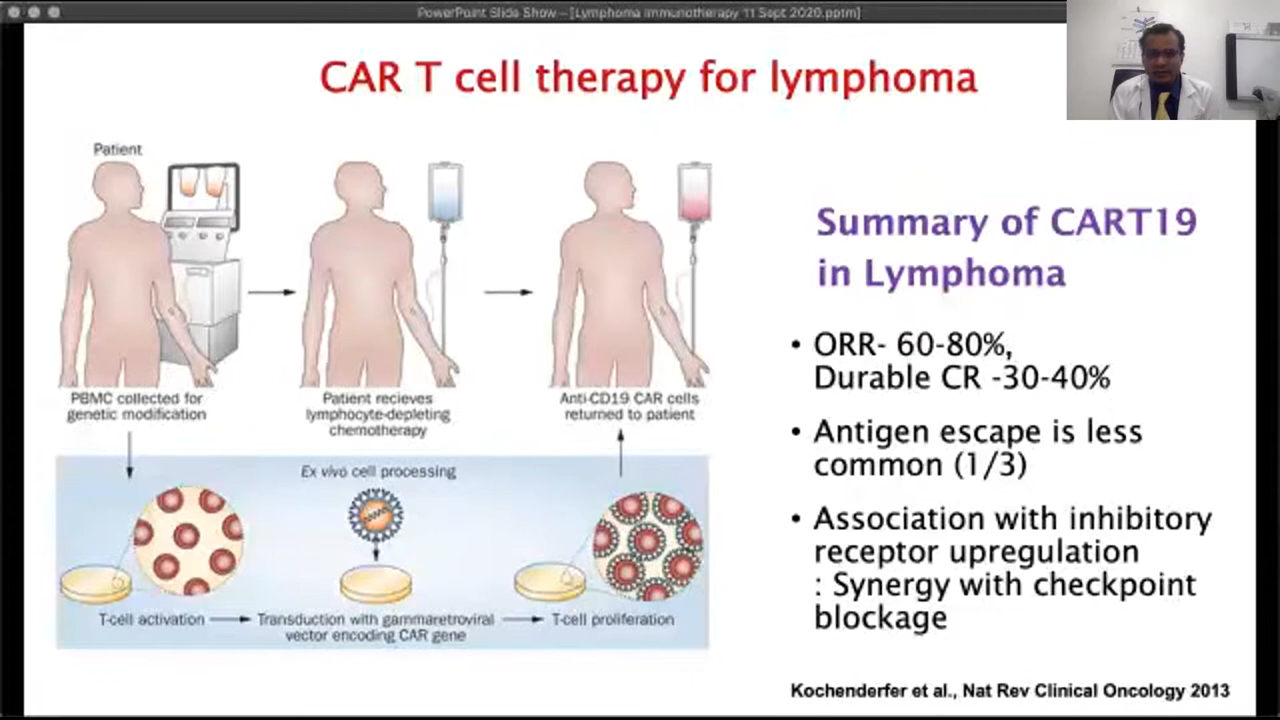 PowerPoint Slide Show - [Lymphoma Immunotherapy 11 Sept 2020.pptm]
CAR T cell therapy for lymphoma
Patient
PBMC collected for
genetic modification
Patient recieves
lymphocyte-depleting
chemotherapy
Anti-CD19 CAR cells
returned to patient
Ex vivo cell processing
T-cell activation
Transduction with gammaretroviral
vector encoding CAR gene
T-cell proliferation
Summary of CART19
in Lymphoma
• ORR- 60-80%,
Durable CR -30-40%
• Antigen escape is less
common (1/3)
• Association with inhibitory
receptor upregulation
: Synergy with checkpoint
blockage
Kochenderfer et al., Nat Rev Clinical Oncology 2013